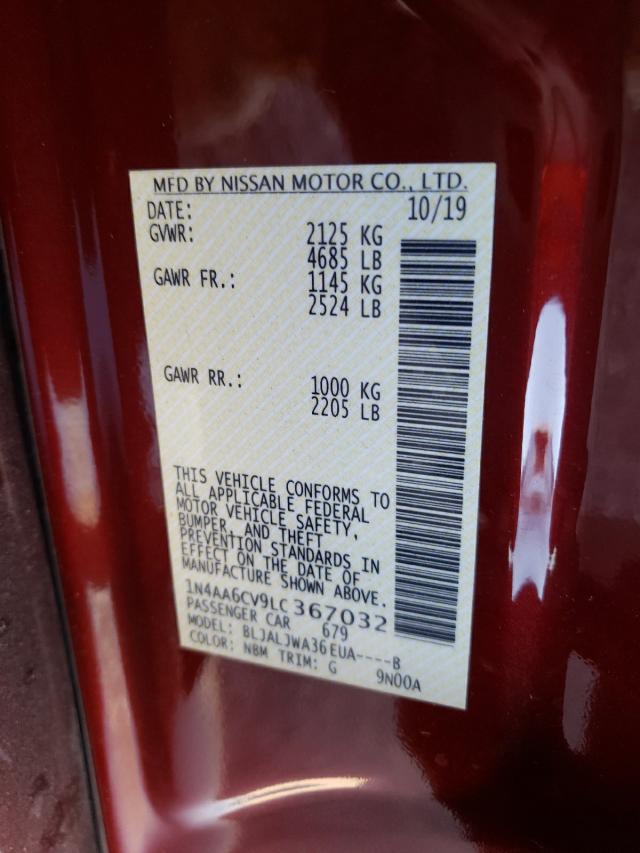 MFD BY NISSAN MOTOR CO., LTD.
DATE: 10/19
GVWR: 2125 KG
4685 LB
GAWR FR.: 1145 KG
2524 LB
GAWR RR.: 1000 KG
2205 LB
THIS VEHICLE CONFORMS TO
ALL APPLICABLE FEDERAL
MOTOR VEHICLE SAFETY,
BUMPER, AND THEFT
PREVENTION STANDARDS IN
EFFECT ON THE DATE OF
MANUFACTURE SHOWN ABOVE.
1N4AA6CV9LC367032
PASSENGER CAR 679
MODEL: BLJALJWA36EUA----B
COLOR: NBM TRIM: G 9N00A